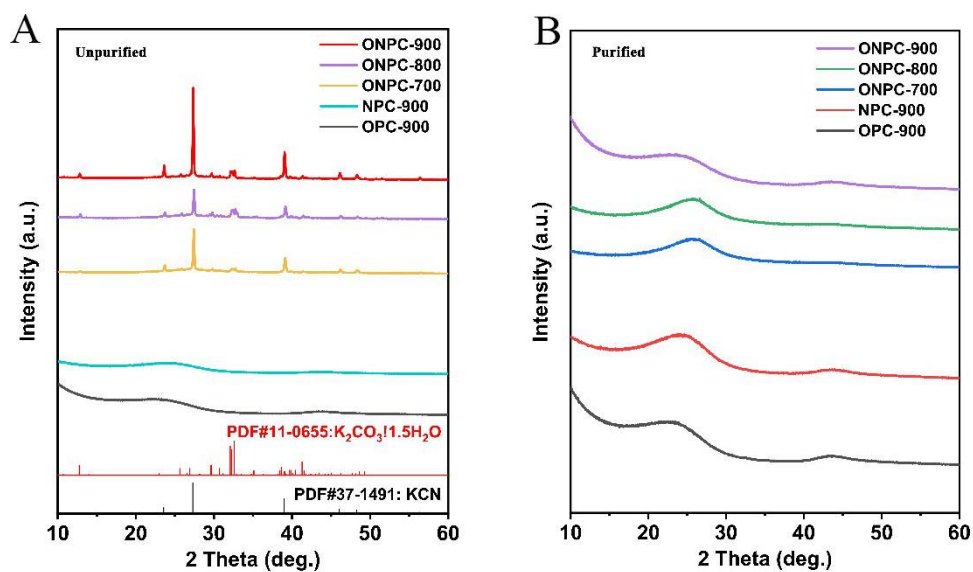 A
Unpurified
ONPC-900
ONPC-800
ONPC-700
NPC-900
OPC-900
Intensity (a.u.)
PDF#11-0655:K₂CO₃!1.5H₂O
PDF#37-1491: KCN
10 20 30 40 50 60
2 Theta (deg.)
B
Purified
ONPC-900
ONPC-800
ONPC-700
NPC-900
OPC-900
Intensity (a.u.)
10 20 30 40 50 60
2 Theta (deg.)